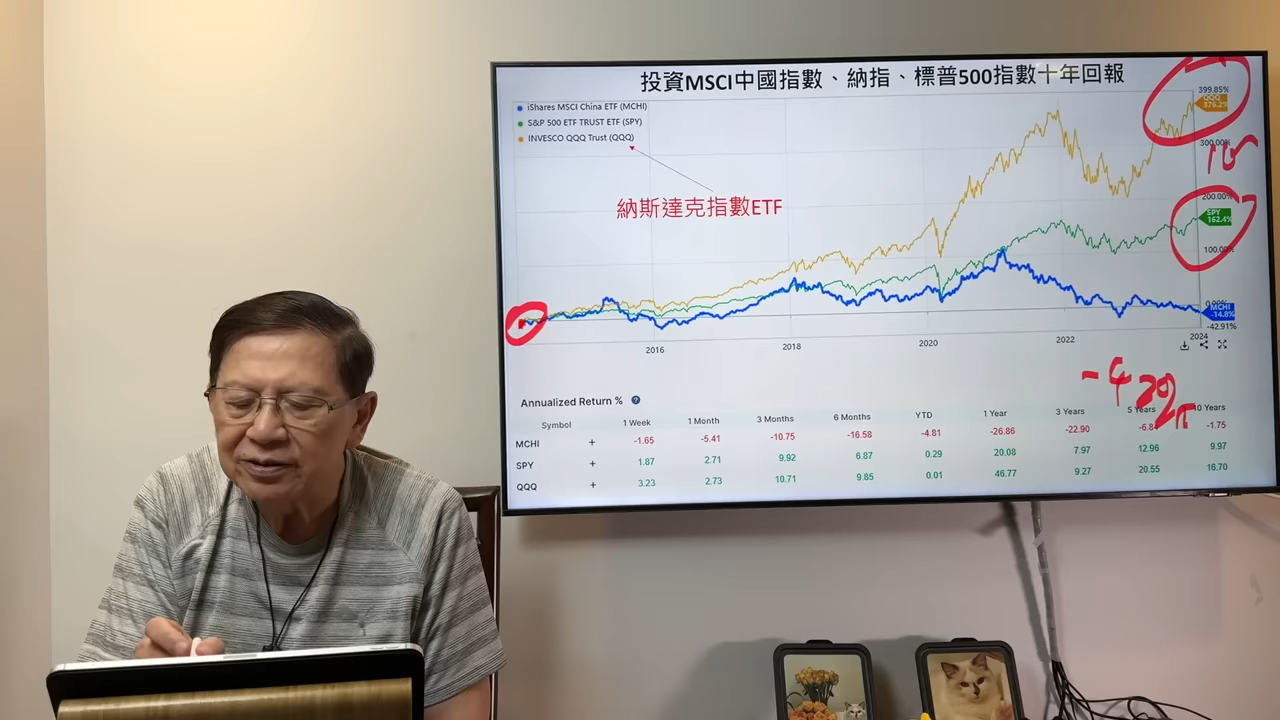 投資MSCI中國指數、納指、標普500指數十年回報
iShares MSCI China ETF (MCHI)
S&P 500 ETF TRUST ETF (SPY)
INVESCO QQQ Trust (QQQ)
納斯達克指數ETF
399.85%
QQQ
376.2%
300.00%
200.00%
SPY
162.4%
100.00%
0.00%
MCHI
-14.8%
-42.91%
2016 2018 2020 2022 2024
Annualized Return % ?
Symbol 1 Week 1 Month 3 Months 6 Months YTD 1 Year 3 Years 5 Years 10 Years
MCHI + -1.65 -5.41 -10.75 -16.58 -4.81 -26.86 -22.90 -6.8 -1.75
SPY + 1.87 2.71 9.92 6.87 0.29 20.08 7.97 12.96 9.97
QQQ + 3.23 2.73 10.71 9.85 0.01 46.77 9.27 20.55 16.70